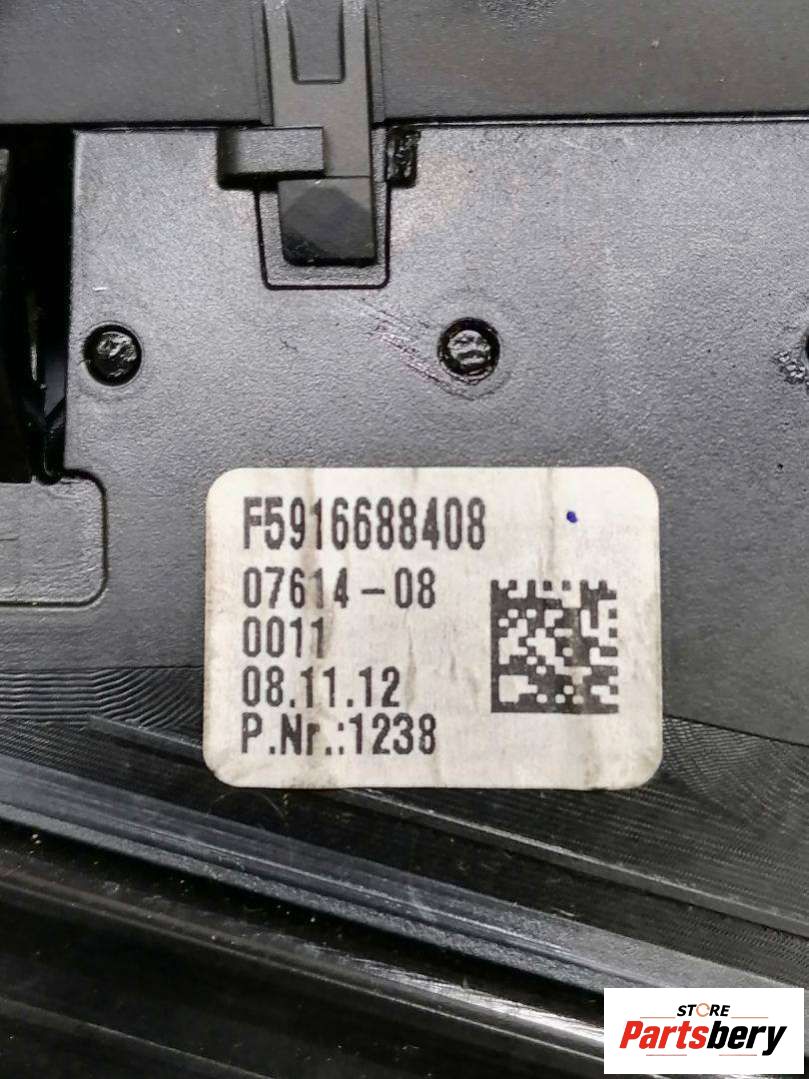 F5916688408
07614-08
0011
08.11.12
P.Nr.:1238
STORE
Partsbery